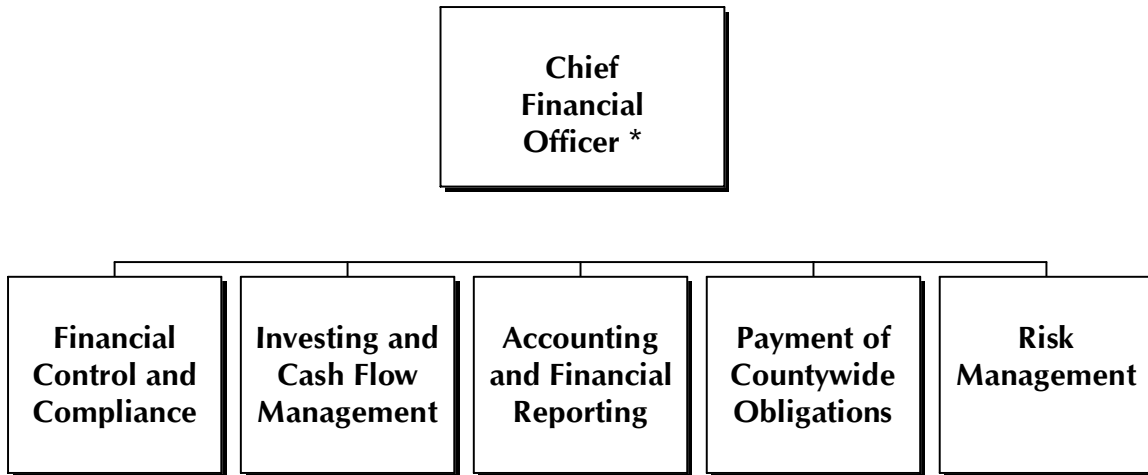 Chief
Financial
Officer *
Financial
Control and
Compliance
Investing and
Cash Flow
Management
Accounting
and Financial
Reporting
Payment of
Countywide
Obligations
Risk
Management